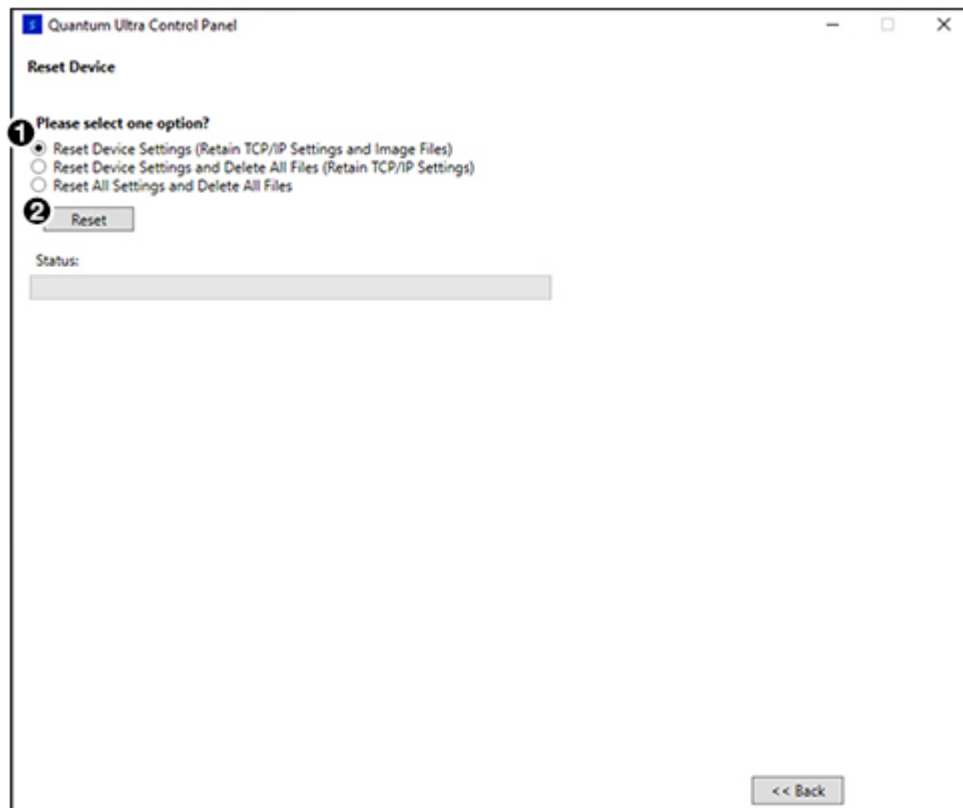 Quantum Ultra Control Panel
Reset Device
Please select one option?
1
Reset Device Settings (Retain TCP/IP Settings and Image Files)
Reset Device Settings and Delete All Files (Retain TCP/IP Settings)
Reset All Settings and Delete All Files
2
Reset
Status:
<< Back